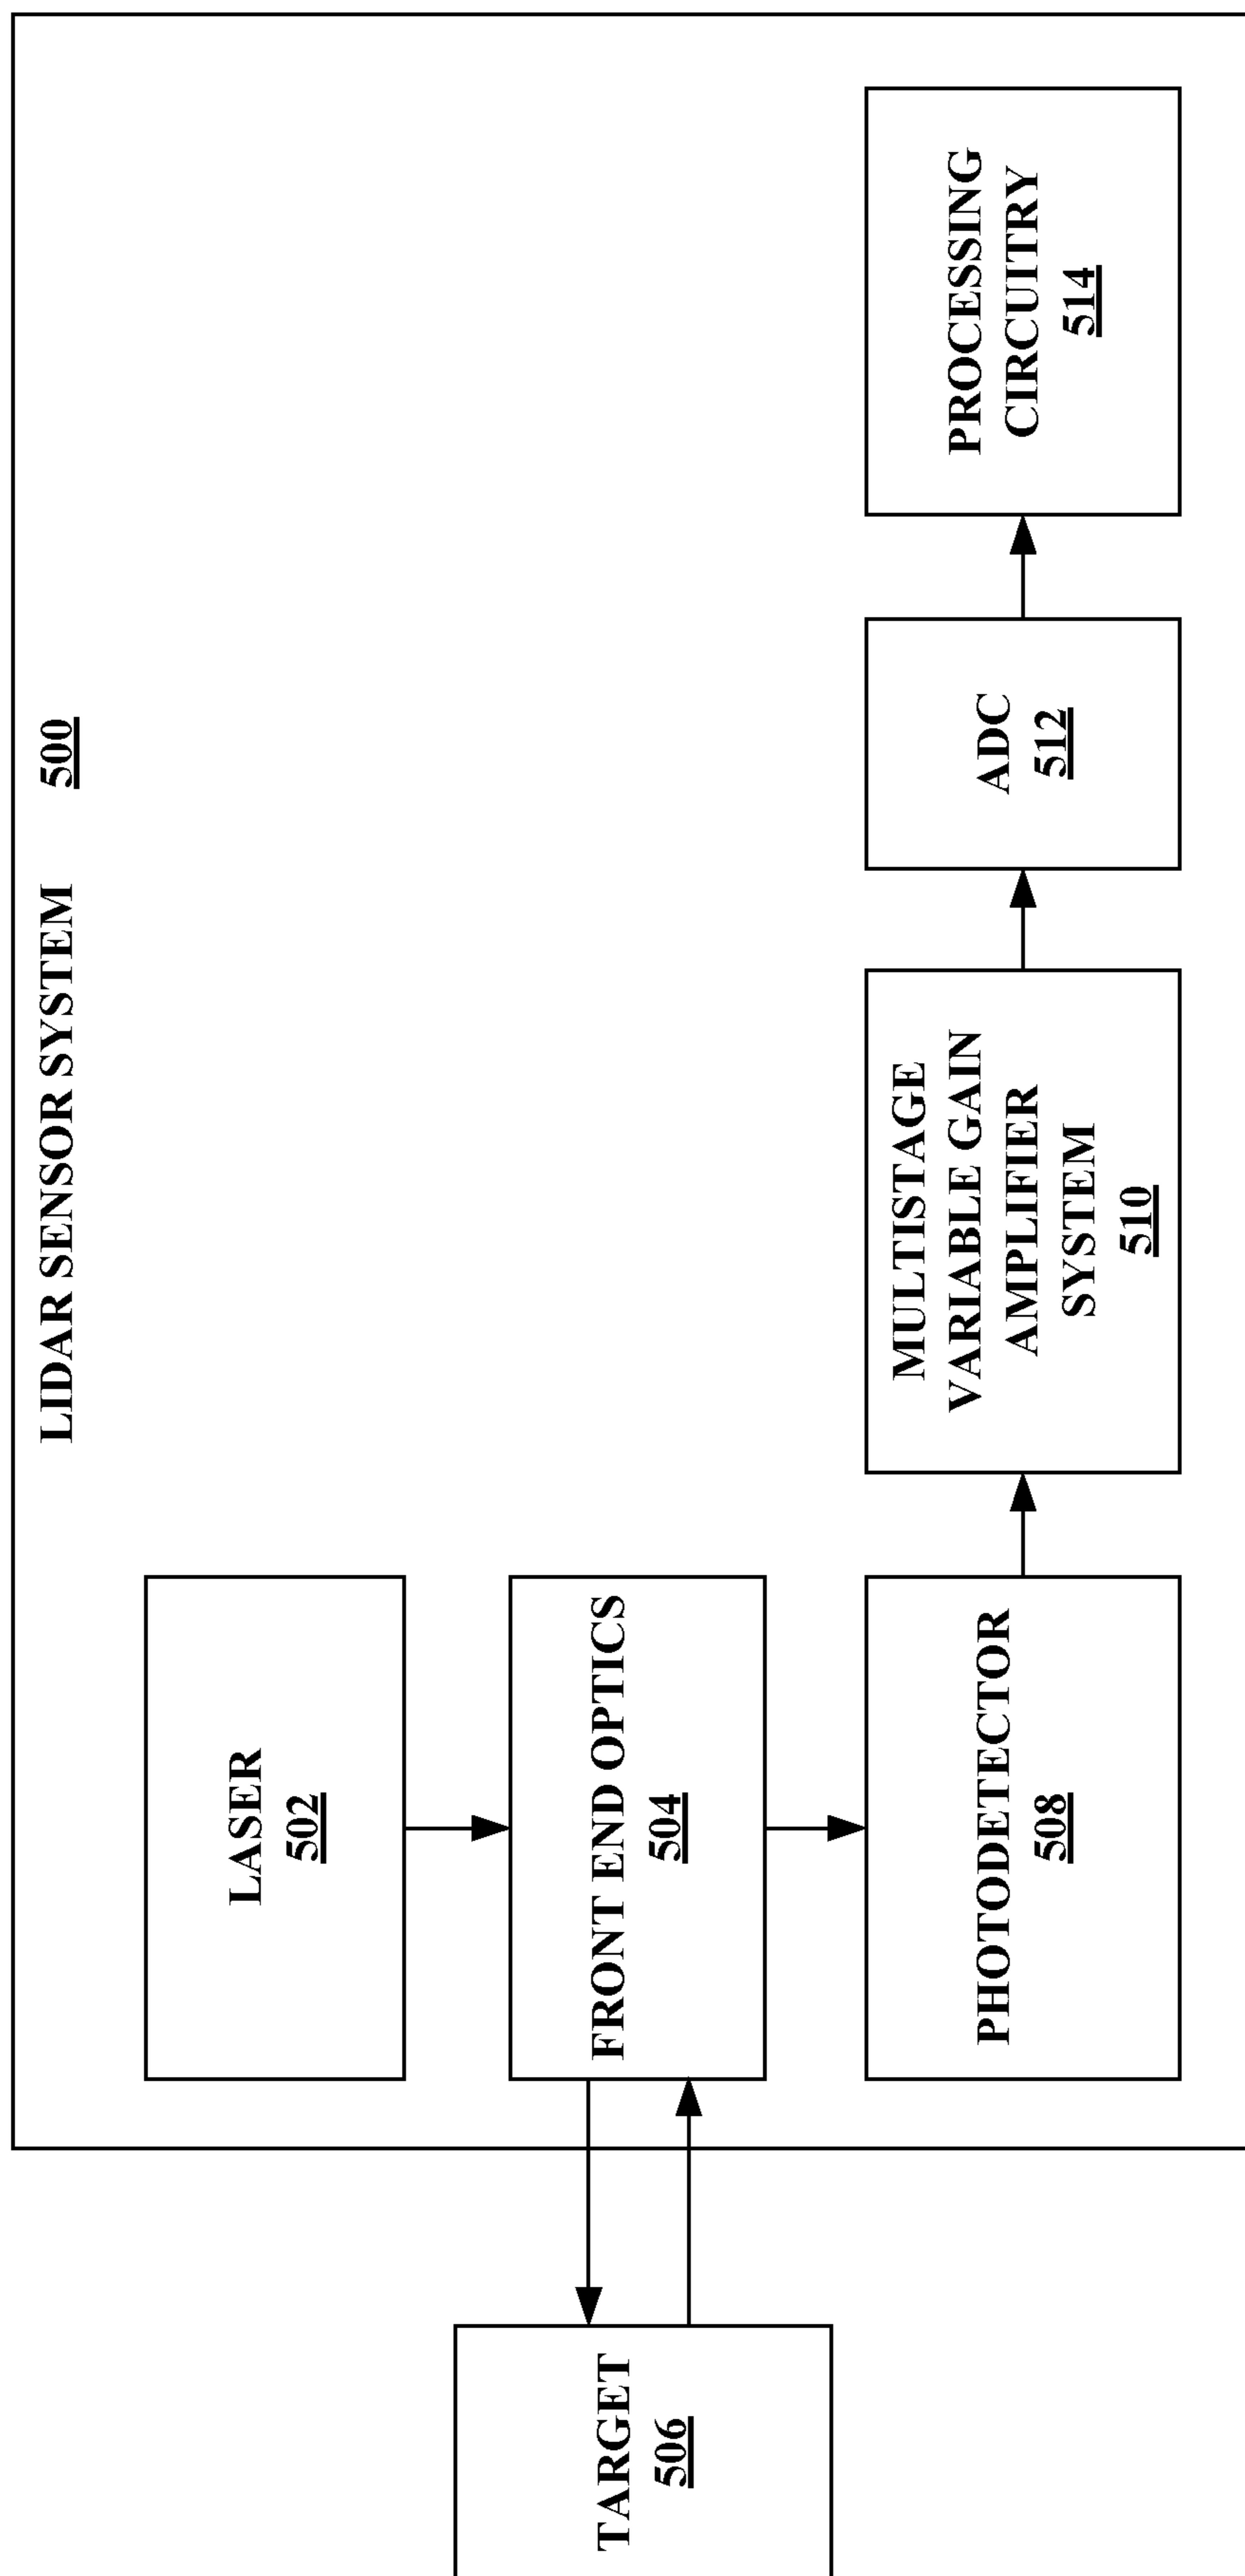 LIDAR SENSOR SYSTEM 500
LASER
502
FRONT END OPTICS
504
TARGET
506
PHOTODETECTOR
508
MULTISTAGE
VARIABLE GAIN
AMPLIFIER
SYSTEM
510
ADC
512
PROCESSING
CIRCUITRY
514